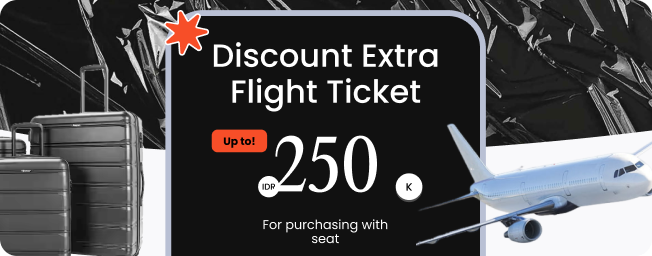 Discount Extra
Flight Ticket
Up to!
IDR 250 K
For purchasing with
seat